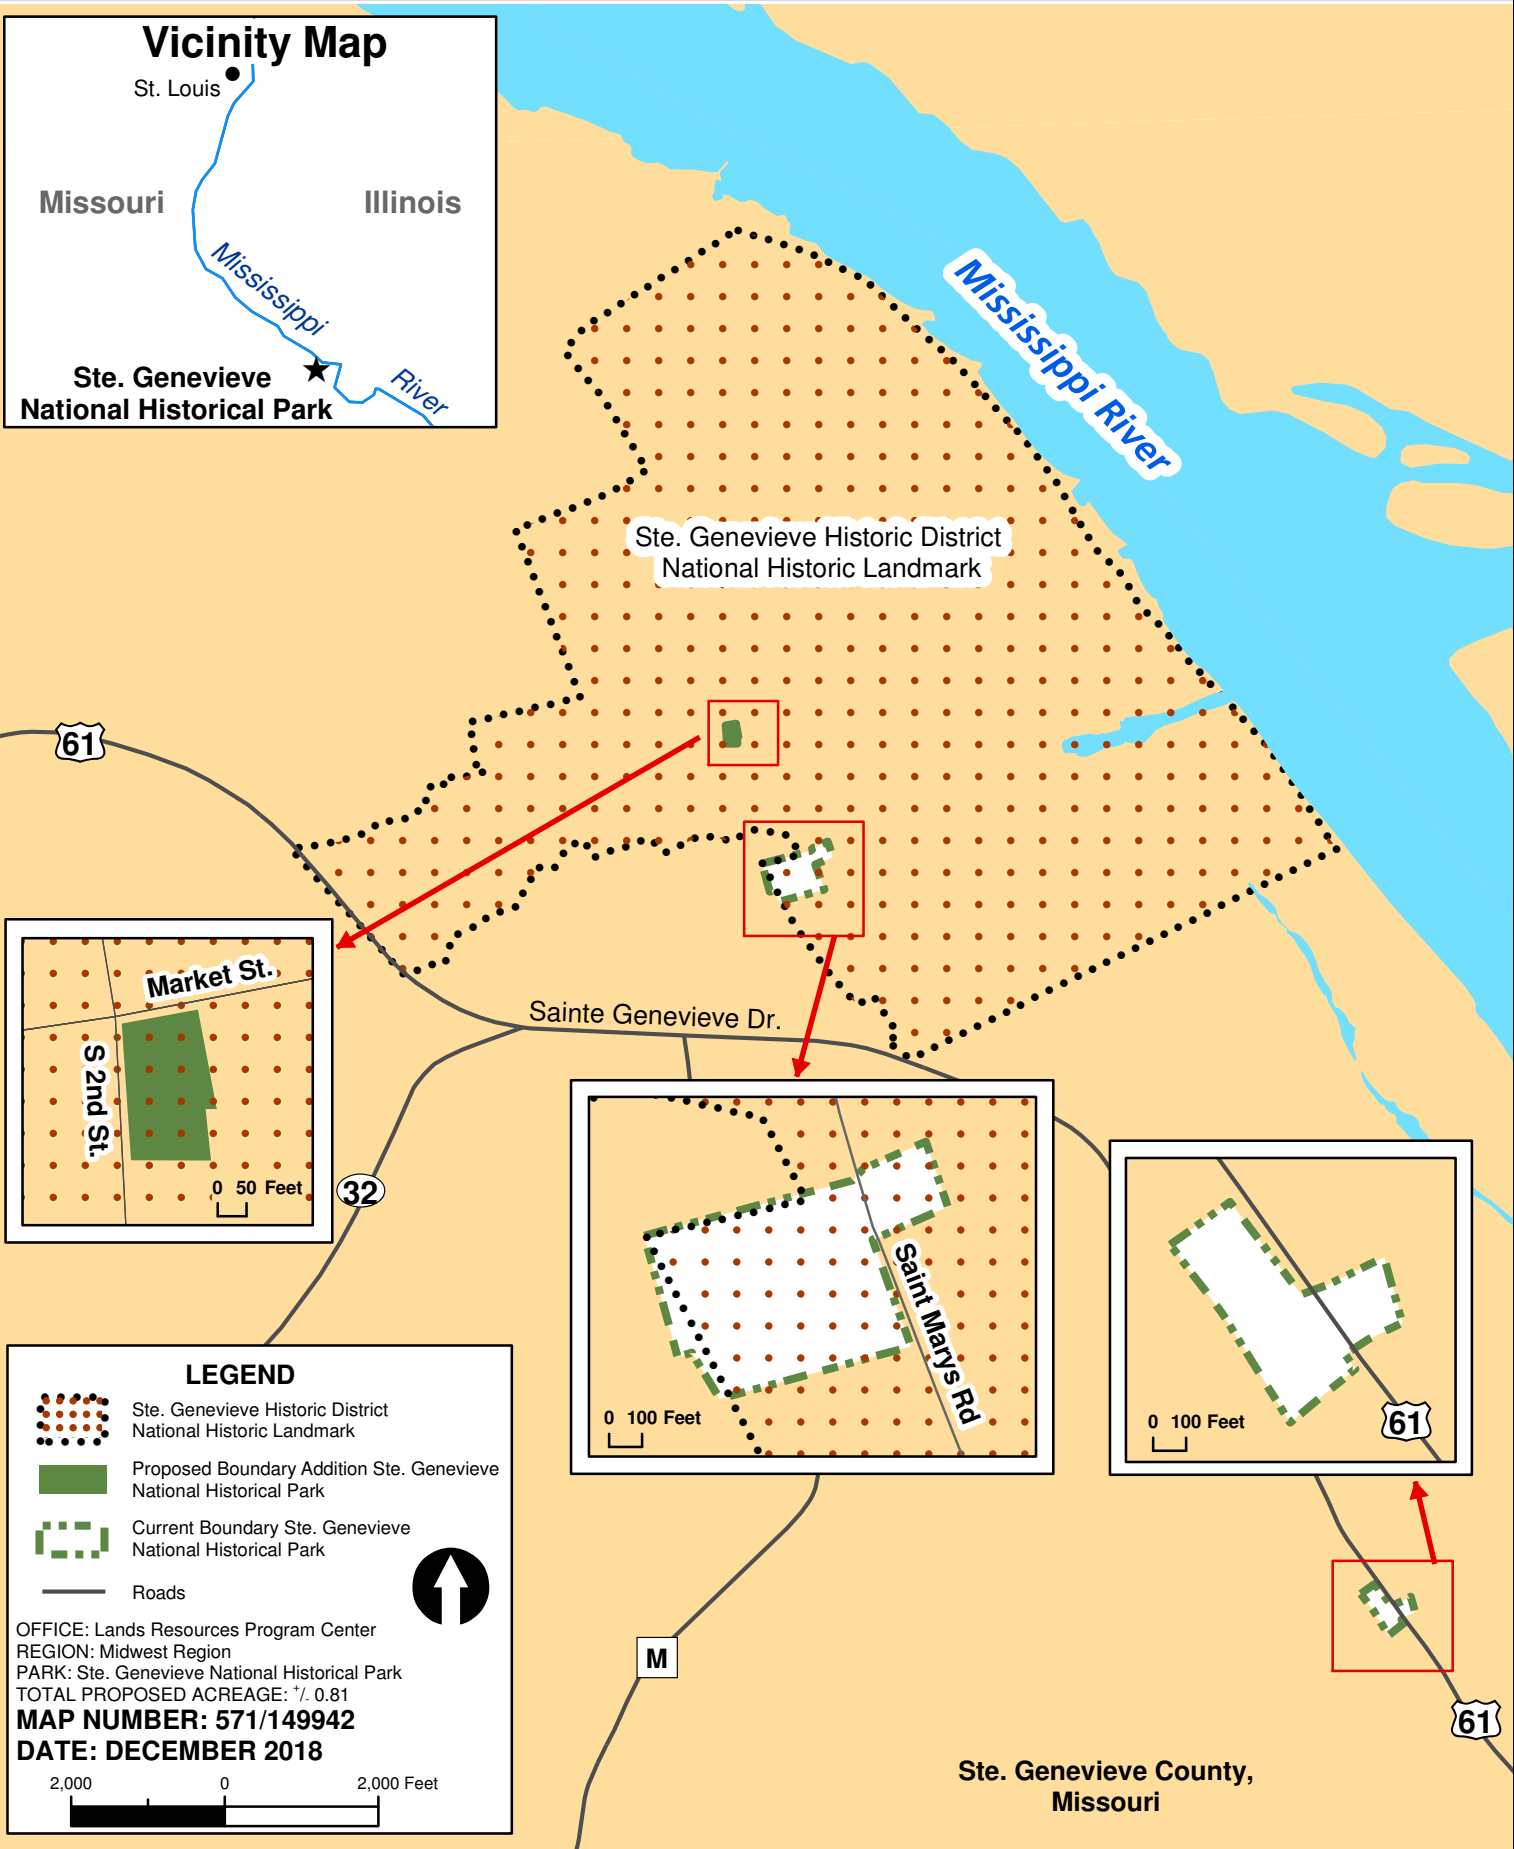 Vicinity Map
St. Louis
Missouri
Illinois
Mississippi
River
Ste. Genevieve
National Historical Park
Mississippi River
Ste. Genevieve Historic District
National Historic Landmark
61
Sainte Genevieve Dr.
Market St.
S 2nd St.
0 50 Feet
32
Saint Marys Rd
0 100 Feet
0 100 Feet
61
LEGEND
Ste. Genevieve Historic District
National Historic Landmark
Proposed Boundary Addition Ste. Genevieve
National Historical Park
Current Boundary Ste. Genevieve
National Historical Park
Roads
OFFICE: Lands Resources Program Center
REGION: Midwest Region
PARK: Ste. Genevieve National Historical Park
TOTAL PROPOSED ACREAGE: +/- 0.81
MAP NUMBER: 571/149942
DATE: DECEMBER 2018
2,000 0 2,000 Feet
M
61
Ste. Genevieve County,
Missouri